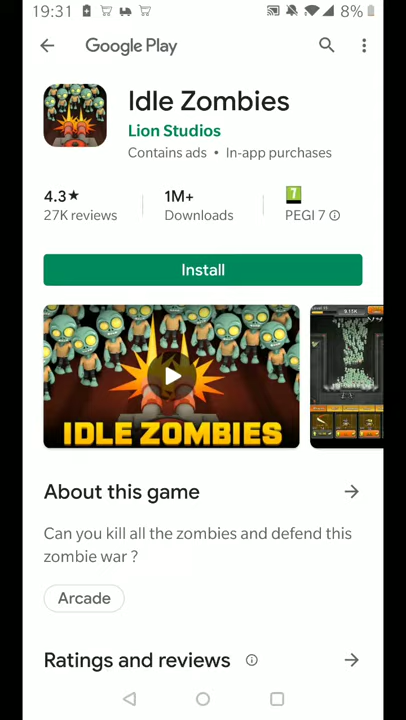 19:31
8%
Google Play
Idle Zombies
Lion Studios
Contains ads • In-app purchases
4.3★
27K reviews
1M+
Downloads
7
PEGI 7
Install
IDLE ZOMBIES
9.15K
About this game
Can you kill all the zombies and defend this
zombie war ?
Arcade
Ratings and reviews